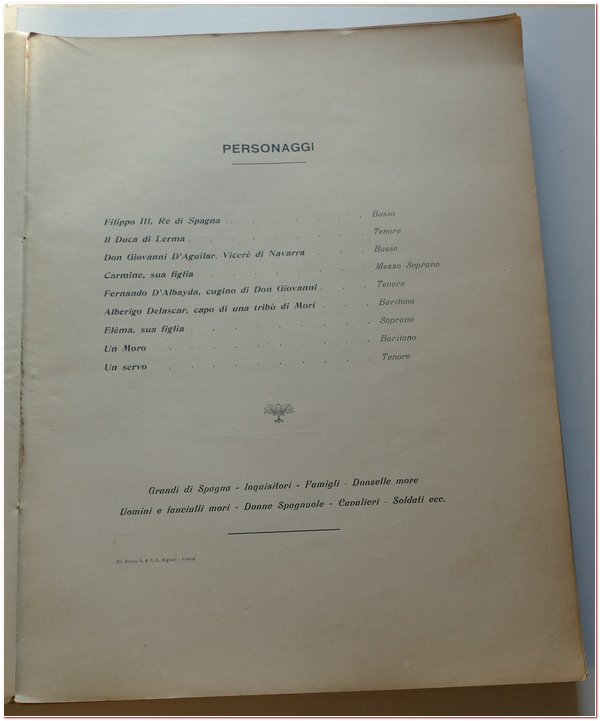 PERSONAGGI
Filippo III, Re di Spagna . . . . . . Basso
Il Duca di Lerma . . . . . . . Tenore
Don Giovanni D'Aguilar, Vicerè di Navarra . . . Basso
Carmine, sua figlia . . . . . . Mezzo Soprano
Fernando D'Albayda, cugino di Don Giovanni . . . Tenore
Alberigo Delascar, capo di una tribù di Mori . . . Baritono
Elèma, sua figlia . . . . . . . Soprano
Un Moro . . . . . . . . Baritono
Un servo . . . . . . . . Tenore
Grandi di Spagna - Inquisitori - Famigli - Donzelle more
Uomini e fanciulli mori - Donne Spagnuole - Cavalieri - Soldati ecc.